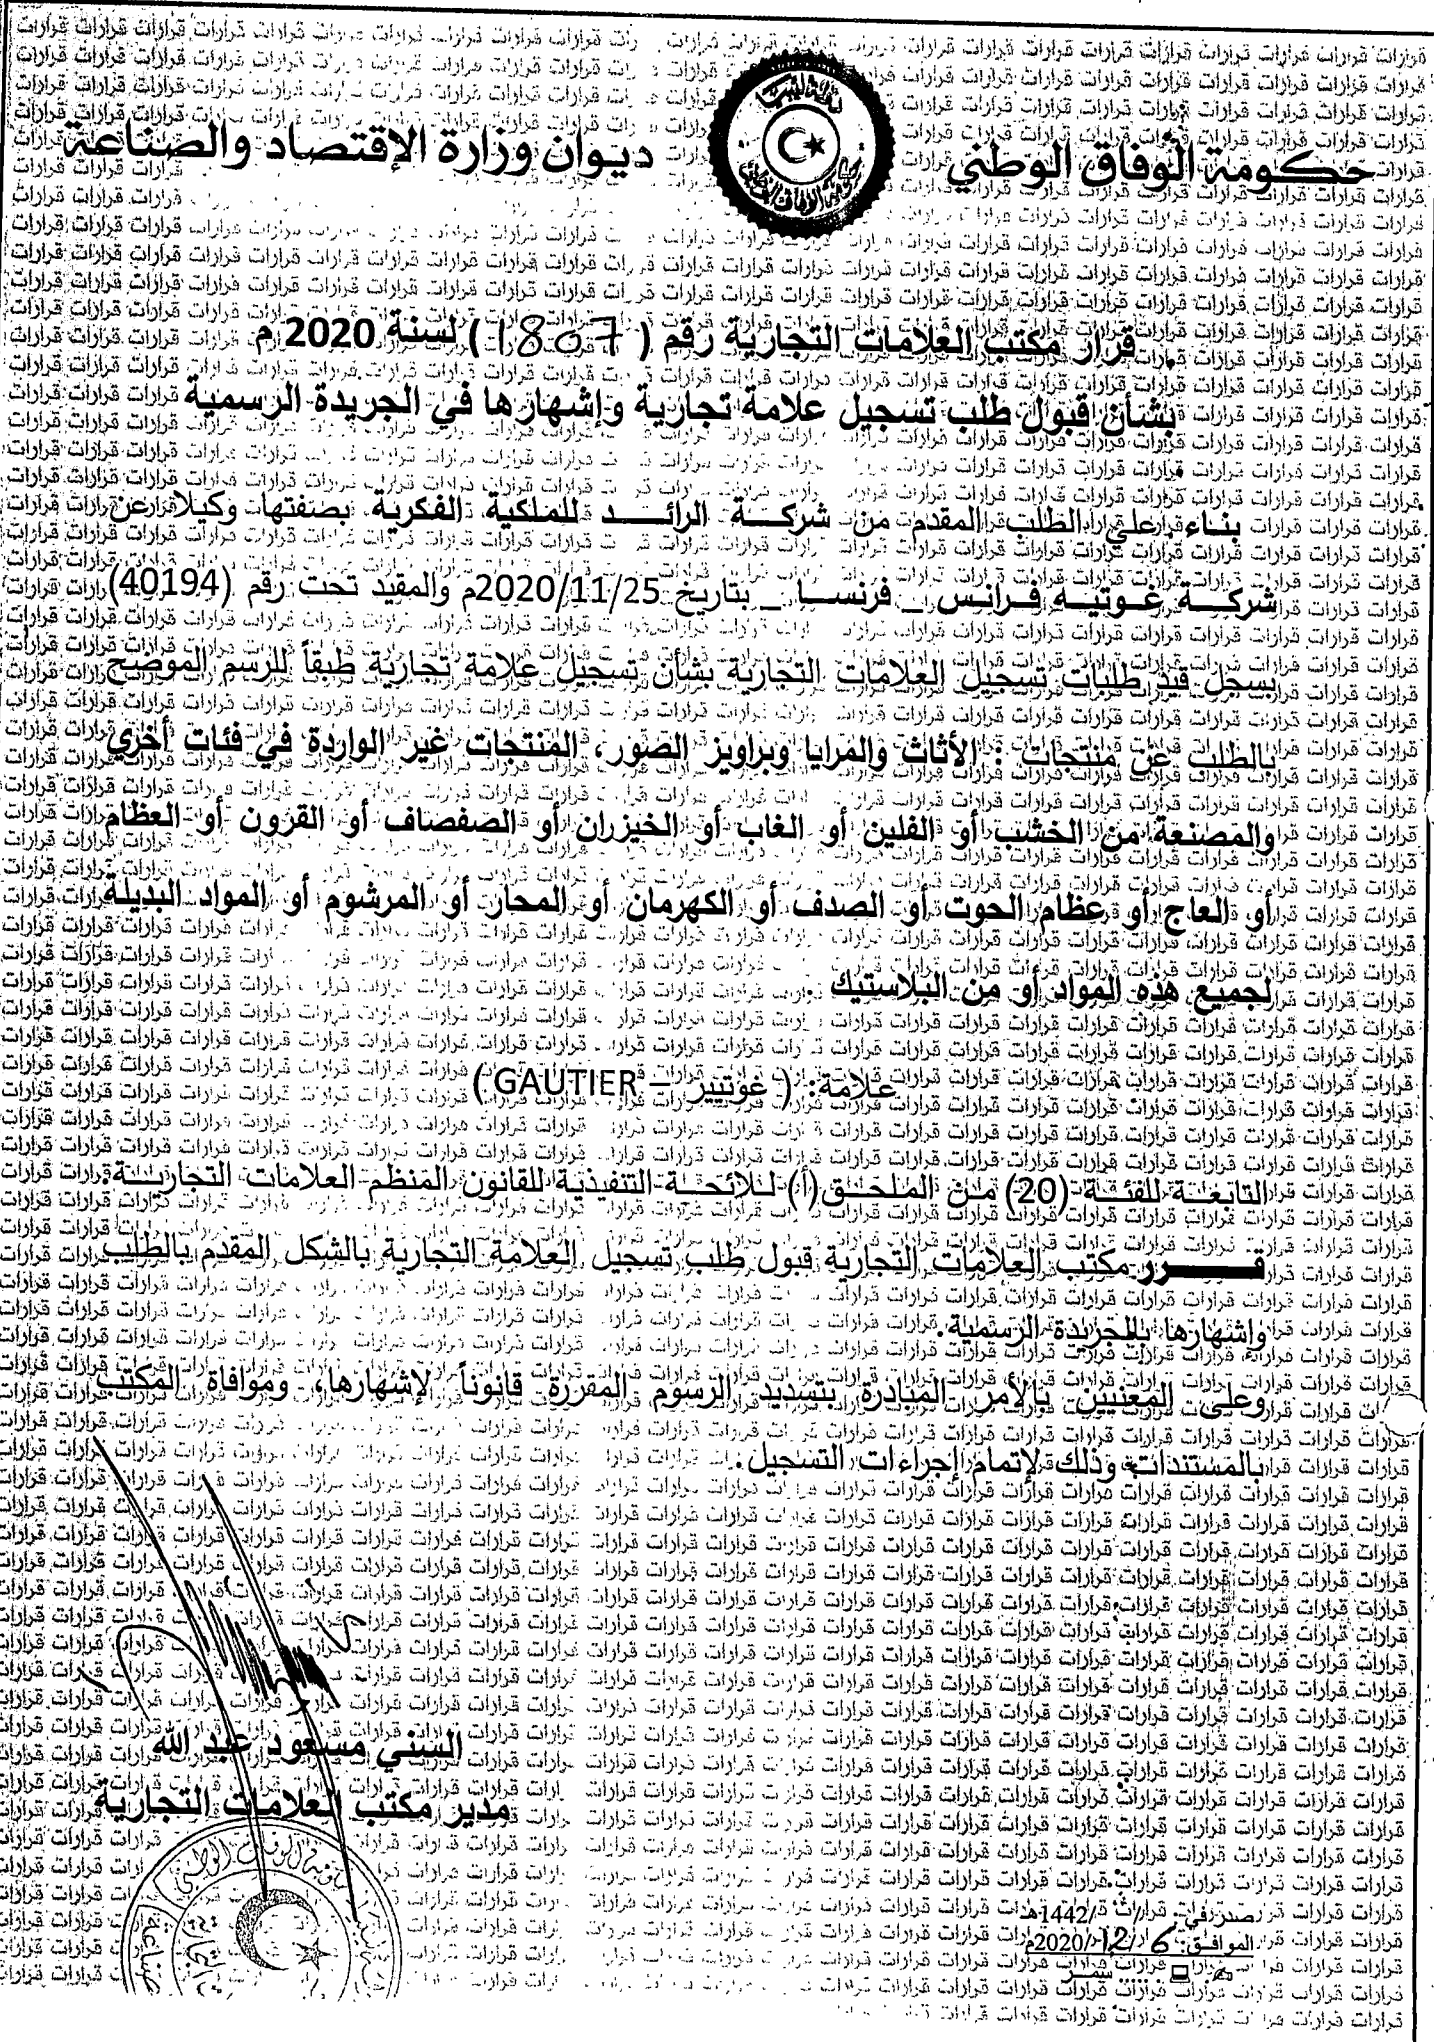 حكومة الوفاق الوطني
ديوان وزارة الإقتصاد والصناعة
قرار مكتب العلامات التجارية رقم ( 1807 ) لسنة 2020 م
بشأن قبول طلب تسجيل علامة تجارية وإشهارها في الجريدة الرسمية
بناء علي الطلب المقدم من شركة الرائد للملكية الفكرية بصفتها وكيلا عن
شركة غوتيه فرانس _ فرنسا _ بتاريخ 2020/11/25م والمقيد تحت رقم (40194)
بسجل قيد طلبات تسجيل العلامات التجارية بشأن تسجيل علامة تجارية طبقاً للرسم الموضح
بالطلب عن منتجات : الأثاث والمرايا وبراويز الصور، المنتجات غير الواردة في فئات أخري
والمصنعة من الخشب أو الفلين أو الغاب أو الخيزران أو الصفصاف أو القرون أو العظام
أو العاج أو عظام الحوت أو الصدف أو الكهرمان أو المحار أو المرشوم أو المواد البديلة
لجميع هذه المواد أو من البلاستيك .
علامة: ( غوتيير – GAUTIER )
التابعة للفئة (20) من الملحق (أ) للائحة التنفيذية للقانون المنظم العلامات التجارية.
قرر مكتب العلامات التجارية قبول طلب تسجيل العلامة التجارية بالشكل المقدم بالطلب
وإشهارها بالجريدة الرسمية.
وعلى المعنيين بالأمر المبادرة بتسديد الرسوم المقررة قانوناً لإشهارها، وموافاة المكتب
بالمستندات وذلك لإتمام إجراءات التسجيل .
السني مسعود عبد الله
مدير مكتب العلامات التجارية
صدر في: / /1442هـ
الموافق: 6 /12/2020م
سمر